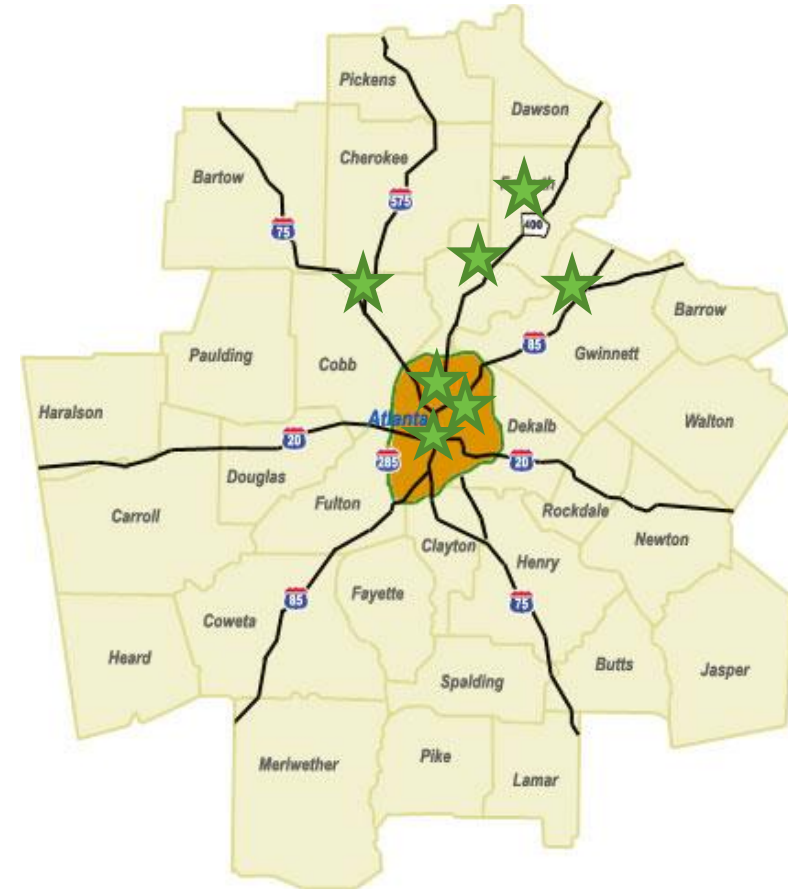 Pickens
Dawson
Cherokee
Bartow
575
400
75
Barrow
85
Gwinnett
Paulding
Cobb
Haralson
Atlanta
Dekalb
Walton
20
285
20
Douglas
Fulton
Rockdale
Carroll
Newton
Clayton
Henry
85
Fayette
75
Coweta
Heard
Butts
Jasper
Spalding
Meriwether
Pike
Lamar